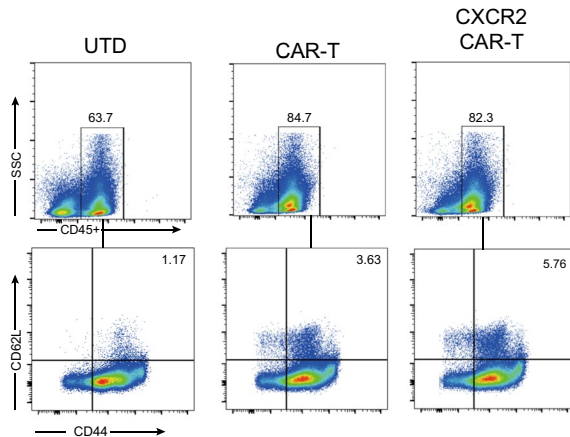 UTD
CAR-T
CXCR2
CAR-T
63.7
84.7
82.3
SSC
CD45+
1.17
3.63
5.76
CD62L
CD44